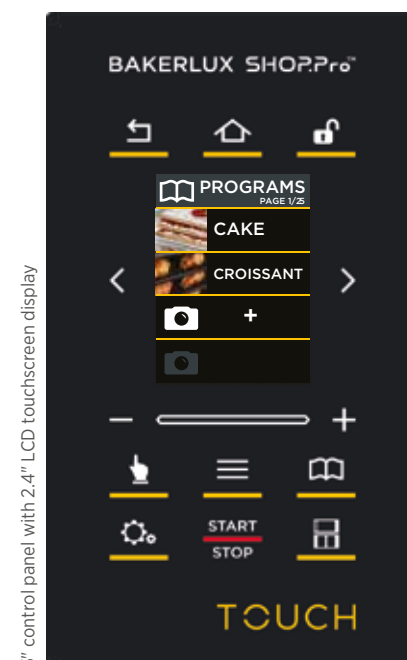 BAKERLUX SHOP.Pro™
PROGRAMS
PAGE 1/25
CAKE
CROISSANT
+
− +
START
STOP
TOUCH
" control panel with 2.4" LCD touchscreen display